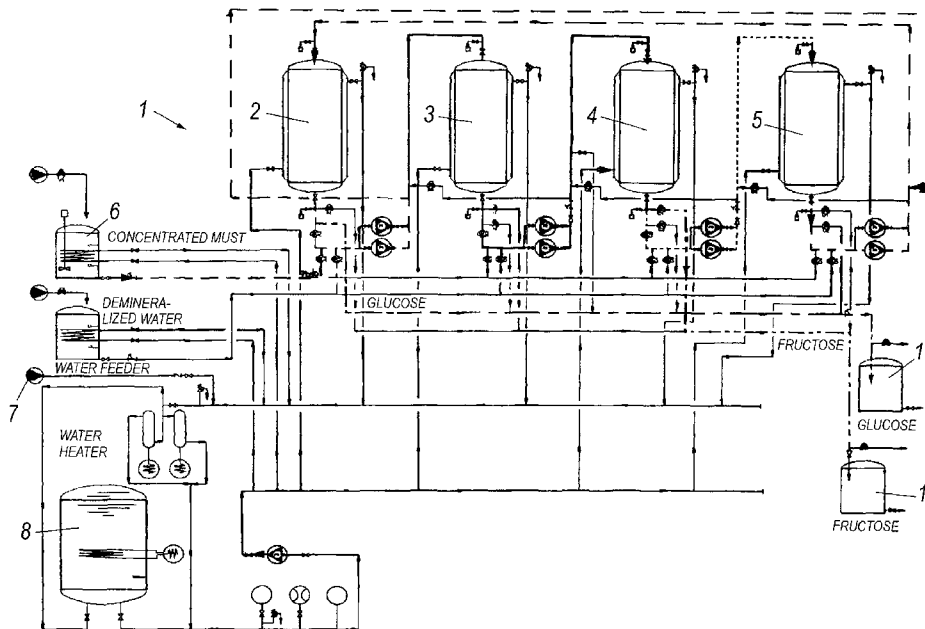 1
2
3
4
5
6
CONCENTRATED MUST
DEMINERA-
LIZED WATER
GLUCOSE
WATER FEEDER
FRUCTOSE
7
1
GLUCOSE
WATER
HEATER
8
1
FRUCTOSE